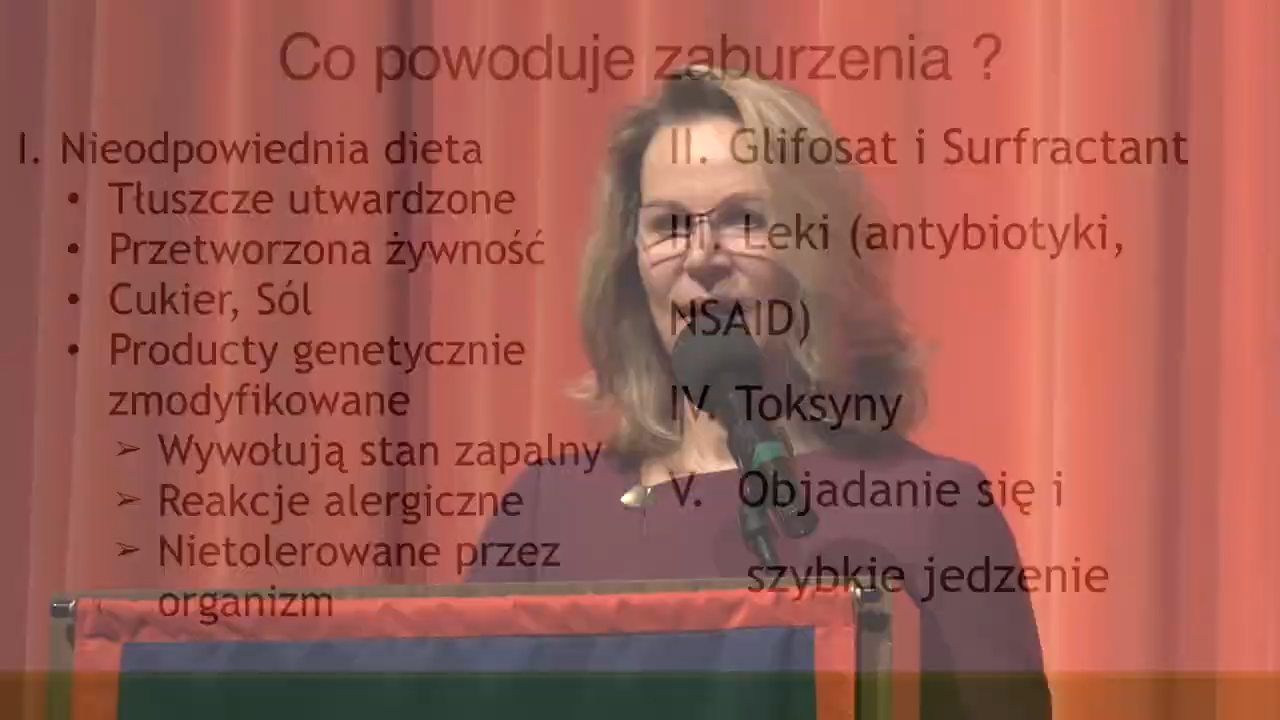 Co powoduje zaburzenia ?
I. Nieodpowiednia dieta
• Tłuszcze utwardzone
• Przetworzona żywność
• Cukier, Sól
• Producty genetycznie
zmodyfikowane
➢ Wywołują stan zapalny
➢ Reakcje alergiczne
➢ Nietolerowane przez
organizm
II. Glifosat i Surfractant
III. Leki (antybiotyki,
NSAID)
IV. Toksyny
V. Objadanie się i
szybkie jedzenie